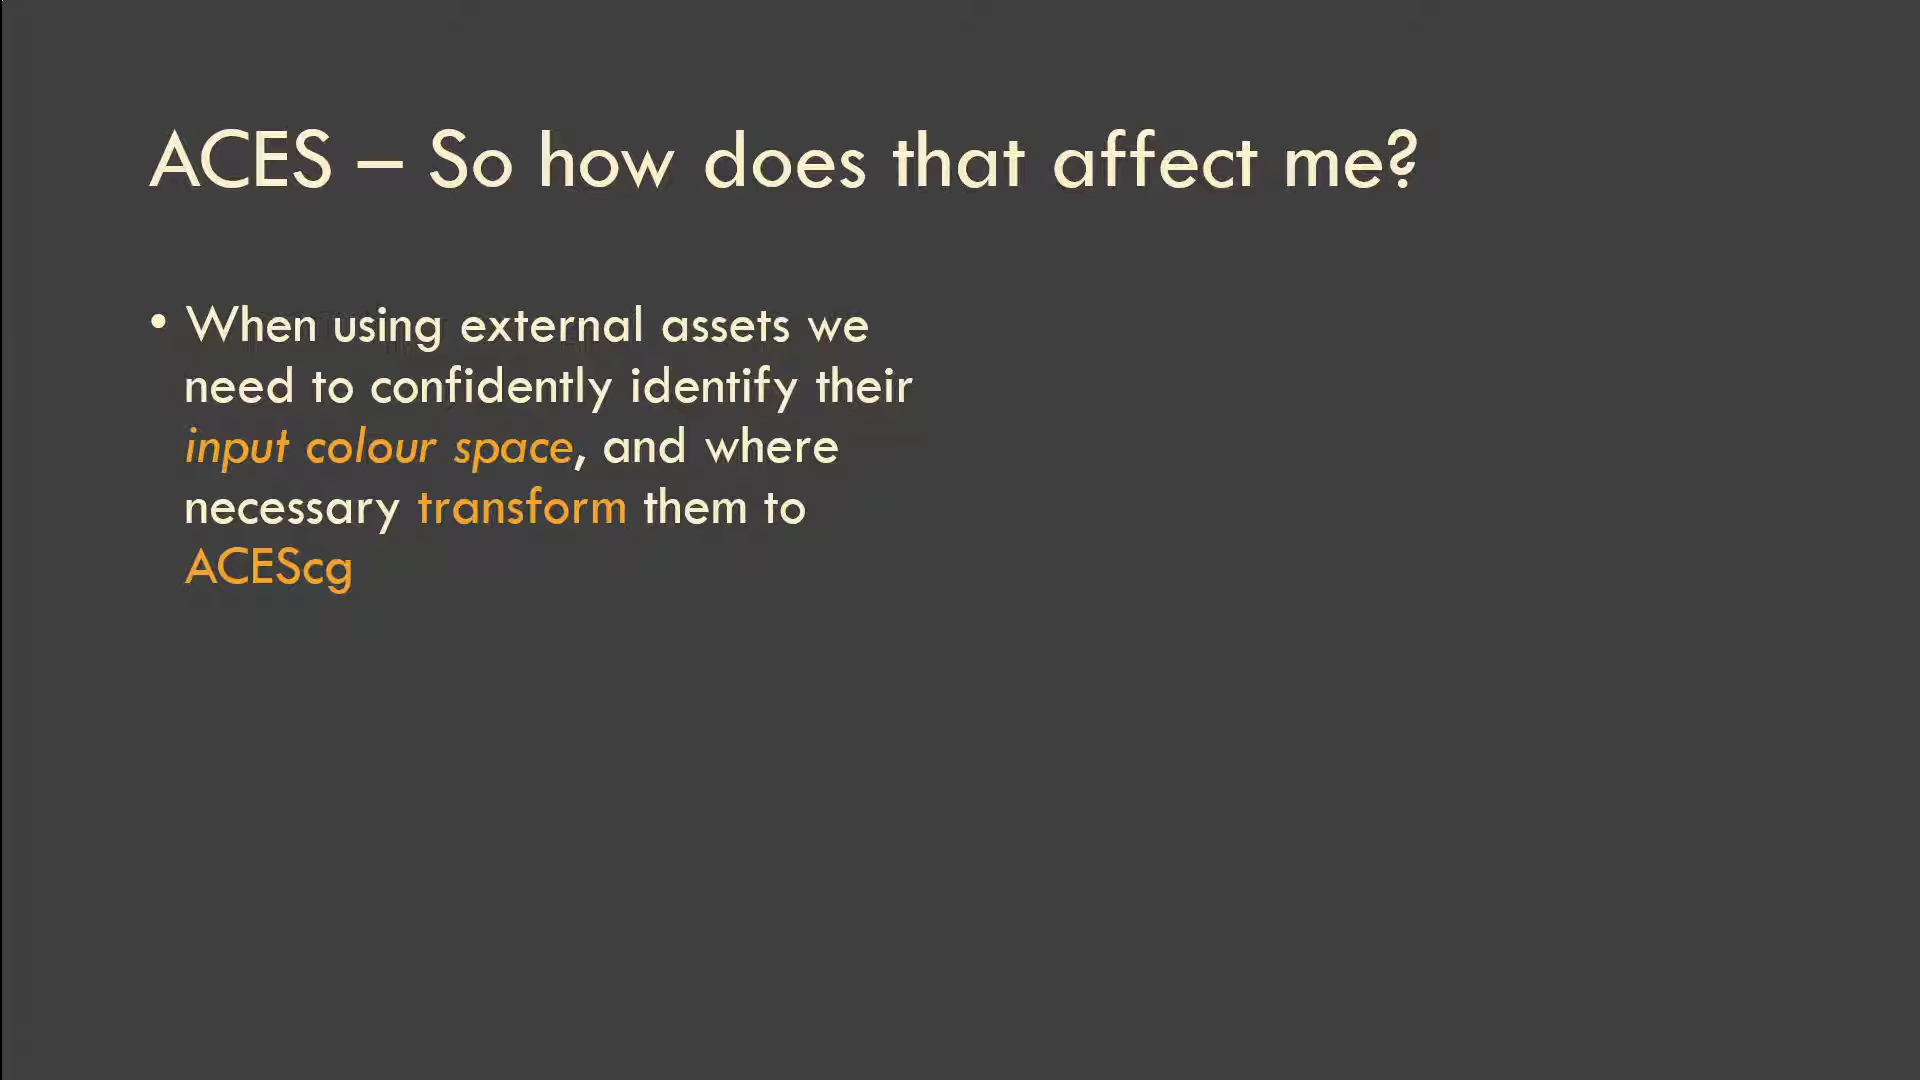 ACES – So how does that affect me?
• When using external assets we
need to confidently identify their
input colour space, and where
necessary transform them to
ACEScg